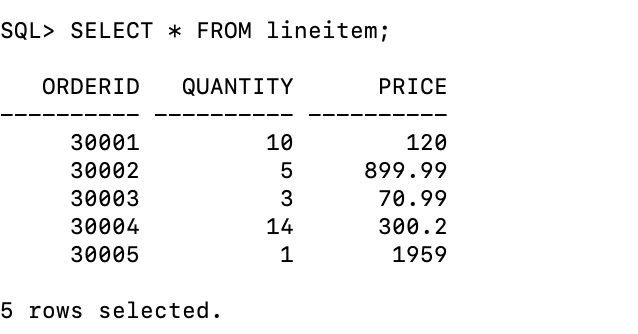 SQL> SELECT * FROM lineitem;
ORDERID QUANTITY PRICE
---------- ---------- ----------
30001 10 120
30002 5 899.99
30003 3 70.99
30004 14 300.2
30005 1 1959
5 rows selected.